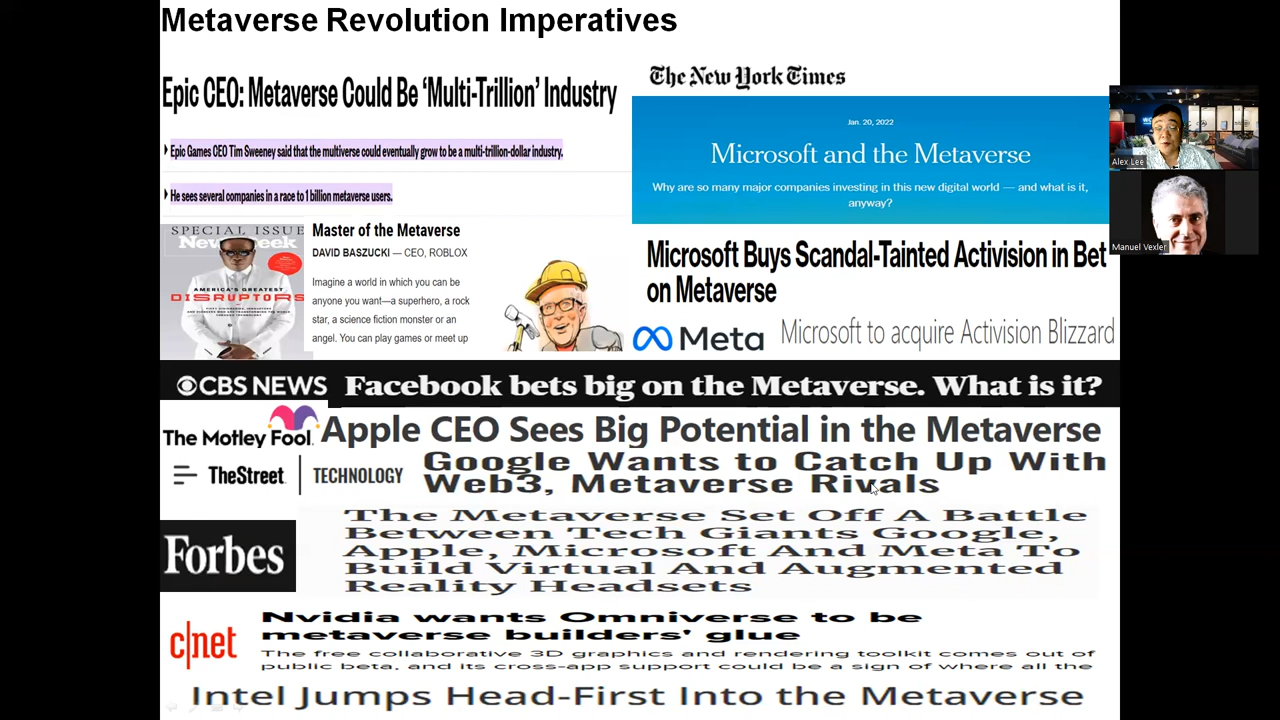 Metaverse Revolution Imperatives
Epic CEO: Metaverse Could Be ‘Multi-Trillion’ Industry
Epic Games CEO Tim Sweeney said that the multiverse could eventually grow to be a multi-trillion-dollar industry.
He sees several companies in a race to 1 billion metaverse users.
SPECIAL ISSUE
AMERICA'S GREATEST
DISRUPTORS
Master of the Metaverse
DAVID BASZUCKI — CEO, ROBLOX
Imagine a world in which you can be
anyone you want—a superhero, a rock
star, a science fiction monster or an
angel. You can play games or meet up
The New York Times
Jan. 20, 2022
Microsoft and the Metaverse
Why are so many major companies investing in this new digital world — and what is it,
anyway?
Microsoft Buys Scandal-Tainted Activision in Bet
on Metaverse
Meta
Microsoft to acquire Activision Blizzard
Alex Lee
Manuel Vexler
CBS NEWS
Facebook bets big on the Metaverse. What is it?
The Motley Fool.
Apple CEO Sees Big Potential in the Metaverse
TheStreet
TECHNOLOGY
Google Wants to Catch Up With
Web3, Metaverse Rivals
Forbes
The Metaverse Set Off A Battle
Between Tech Giants Google,
Apple, Microsoft And Meta To
Build Virtual And Augmented
Reality Headsets
c|net
Nvidia wants Omniverse to be
metaverse builders' glue
The free collaborative 3D graphics and rendering toolkit comes out of
public beta, and its cross-app support could be a sign of where all the
Intel Jumps Head-First Into the Metaverse